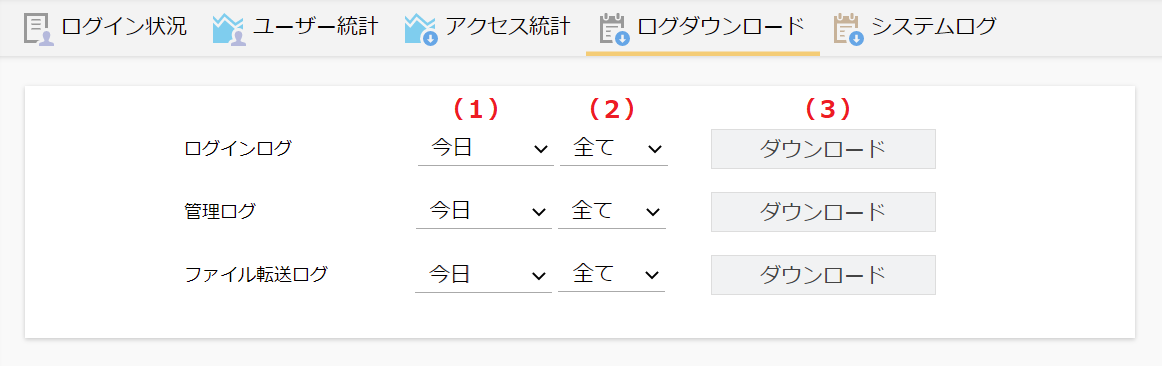 ログイン状況 ユーザー統計 アクセス統計 ログダウンロード システムログ
（1） （2） （3）
ログインログ 今日 全て ダウンロード
管理ログ 今日 全て ダウンロード
ファイル転送ログ 今日 全て ダウンロード